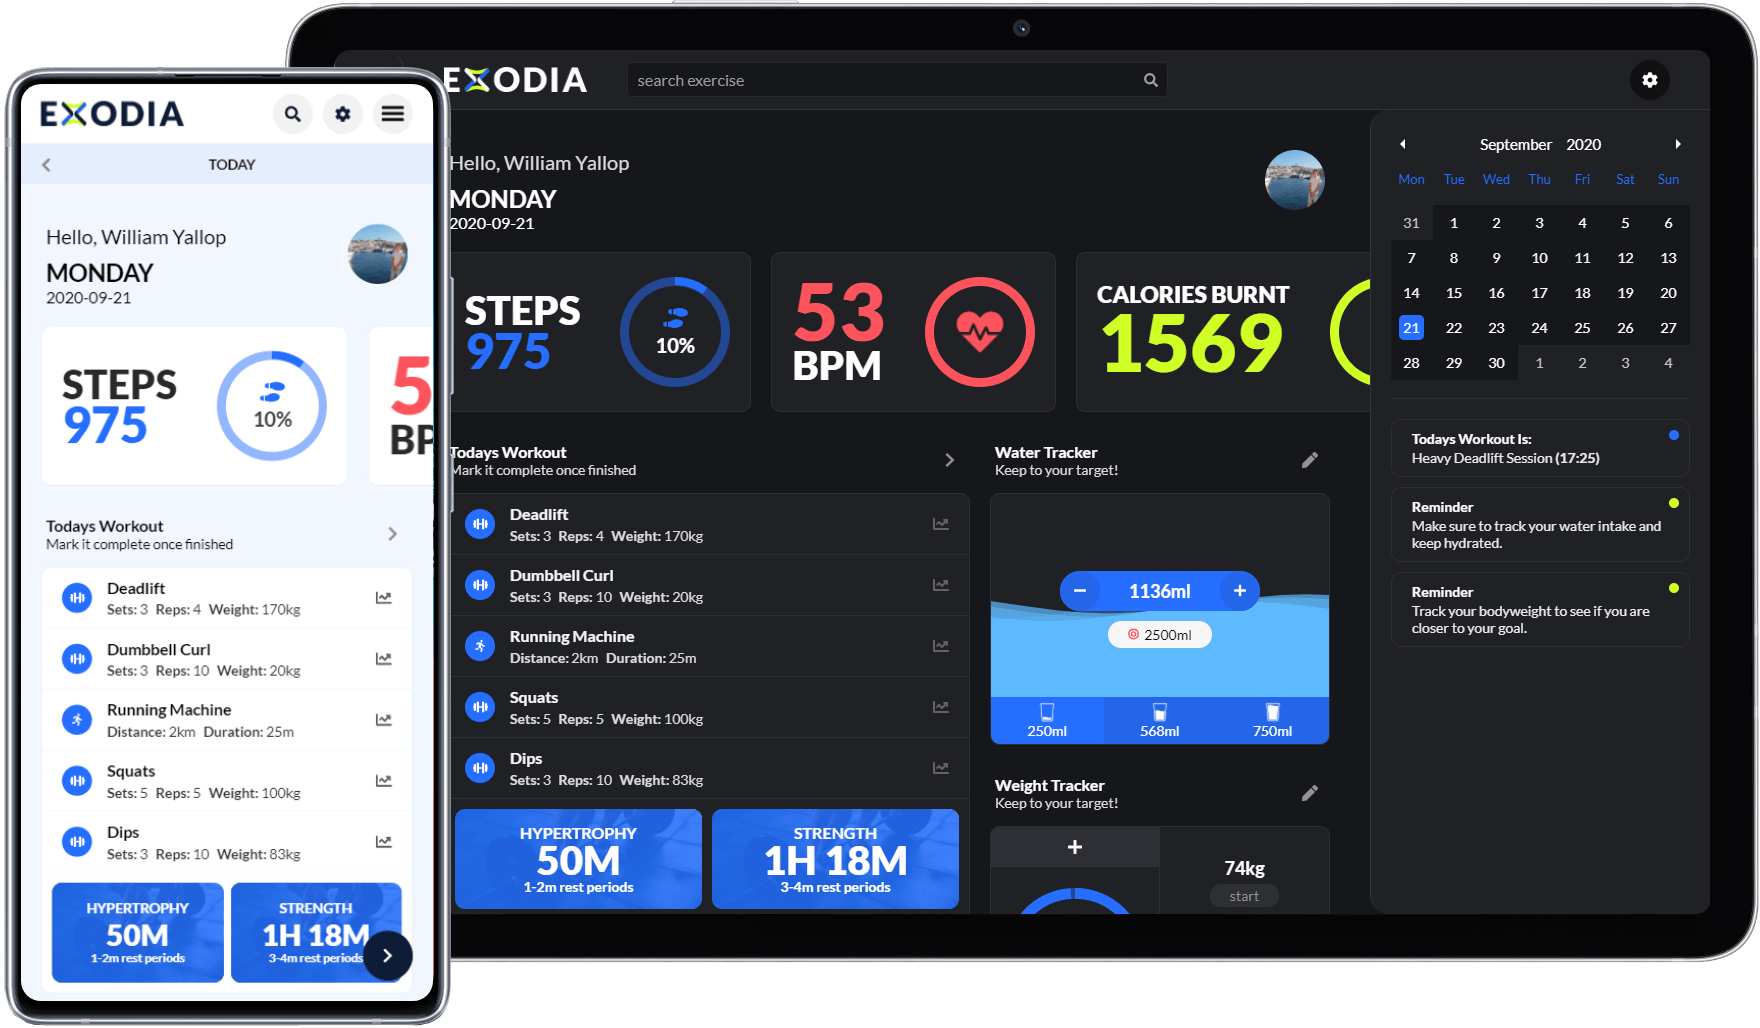 EXODIA
TODAY
Hello, William Yallop
MONDAY
2020-09-21
STEPS
975
10%
5
BP
Todays Workout
Mark it complete once finished
Deadlift
Sets: 3 Reps: 4 Weight: 170kg
Dumbbell Curl
Sets: 3 Reps: 10 Weight: 20kg
Running Machine
Distance: 2km Duration: 25m
Squats
Sets: 5 Reps: 5 Weight: 100kg
Dips
Sets: 3 Reps: 10 Weight: 83kg
HYPERTROPHY
50M
1-2m rest periods
STRENGTH
1H 18M
3-4m rest periods
EXODIA
search exercise
Hello, William Yallop
MONDAY
2020-09-21
STEPS
975
10%
53
BPM
CALORIES BURNT
1569
Todays Workout
Mark it complete once finished
Deadlift
Sets: 3 Reps: 4 Weight: 170kg
Dumbbell Curl
Sets: 3 Reps: 10 Weight: 20kg
Running Machine
Distance: 2km Duration: 25m
Squats
Sets: 5 Reps: 5 Weight: 100kg
Dips
Sets: 3 Reps: 10 Weight: 83kg
HYPERTROPHY
50M
1-2m rest periods
STRENGTH
1H 18M
3-4m rest periods
Water Tracker
Keep to your target!
1136ml
2500ml
250ml 568ml 750ml
Weight Tracker
Keep to your target!
74kg
start
September 2020
Mon Tue Wed Thu Fri Sat Sun
31 1 2 3 4 5 6
7 8 9 10 11 12 13
14 15 16 17 18 19 20
21 22 23 24 25 26 27
28 29 30 1 2 3 4
Todays Workout Is:
Heavy Deadlift Session (17:25)
Reminder
Make sure to track your water intake and
keep hydrated.
Reminder
Track your bodyweight to see if you are
closer to your goal.